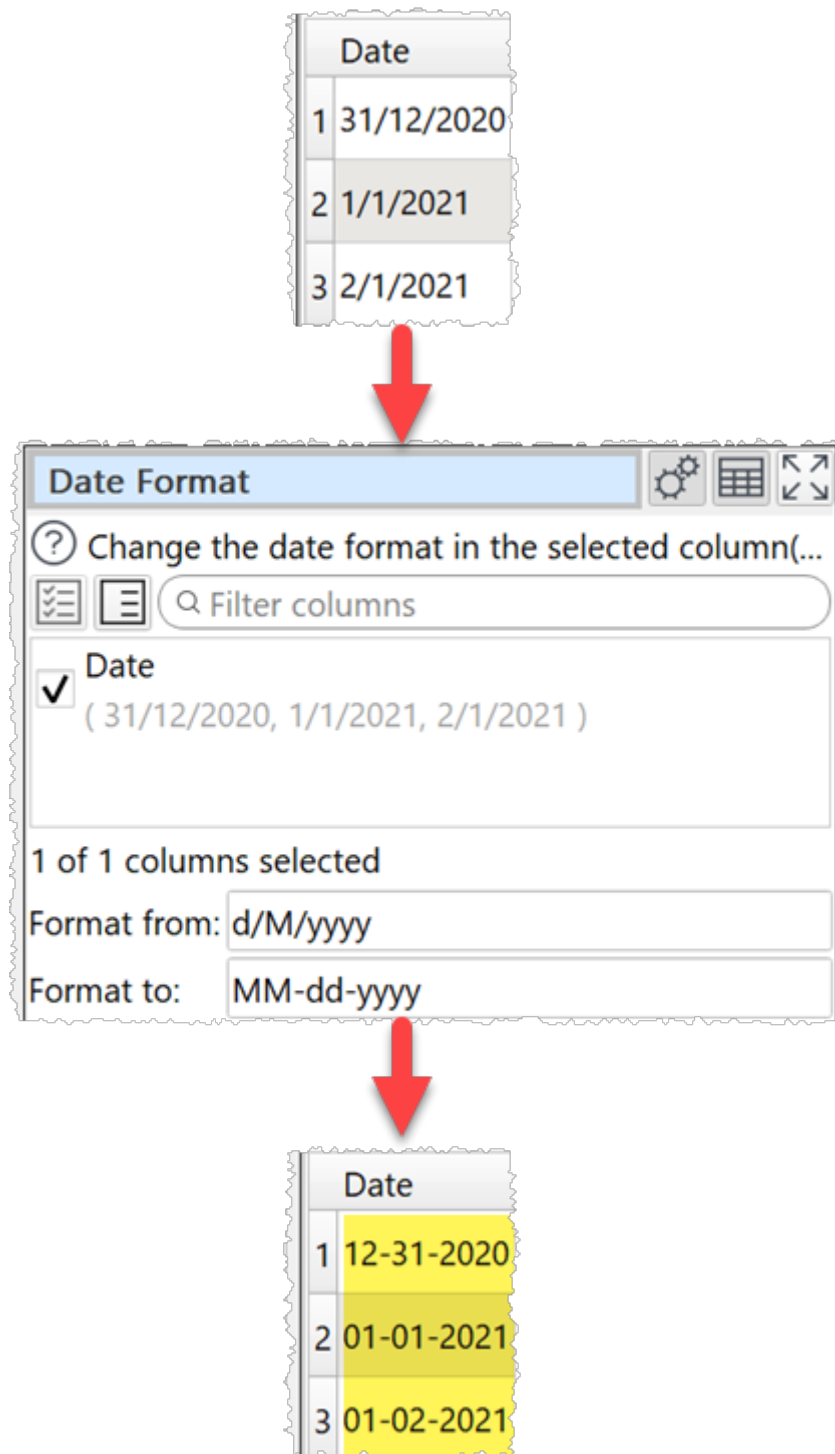 Date
1 31/12/2020
2 1/1/2021
3 2/1/2021
Date Format
? Change the date format in the selected column(...
Filter columns
Date
( 31/12/2020, 1/1/2021, 2/1/2021 )
1 of 1 columns selected
Format from: d/M/yyyy
Format to: MM-dd-yyyy
Date
1 12-31-2020
2 01-01-2021
3 01-02-2021